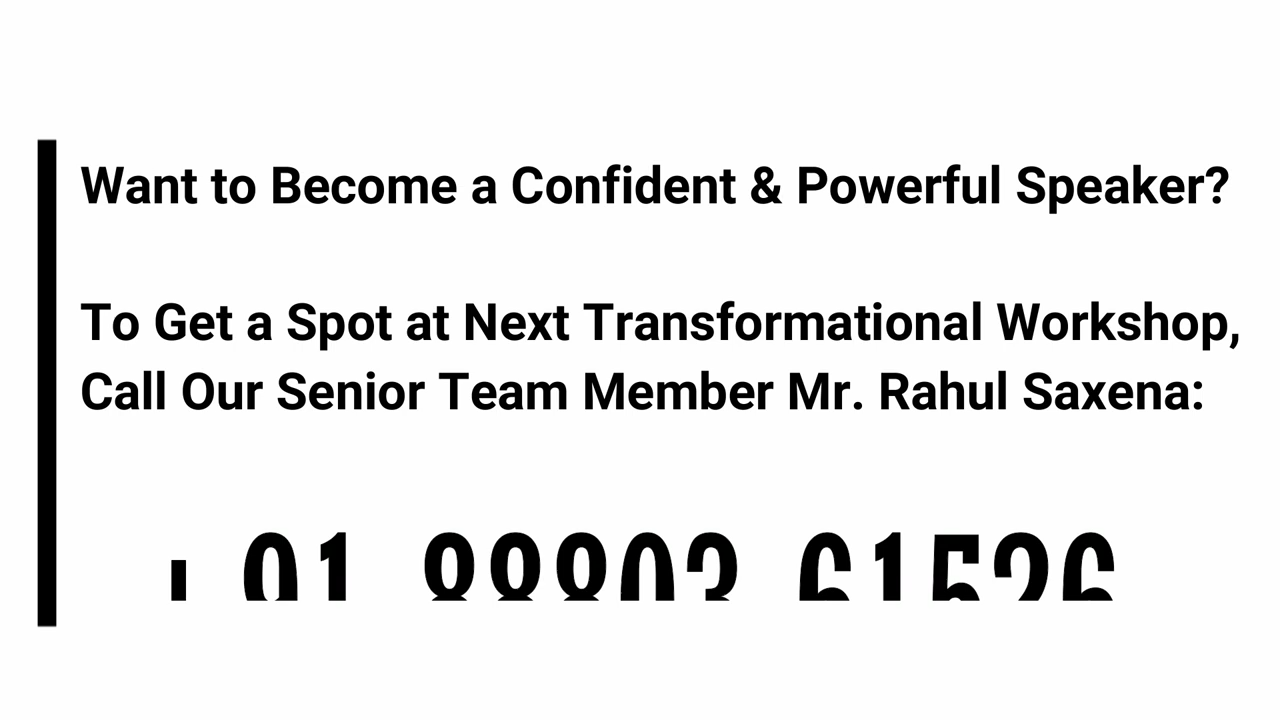 Want to Become a Confident & Powerful Speaker?
To Get a Spot at Next Transformational Workshop,
Call Our Senior Team Member Mr. Rahul Saxena: